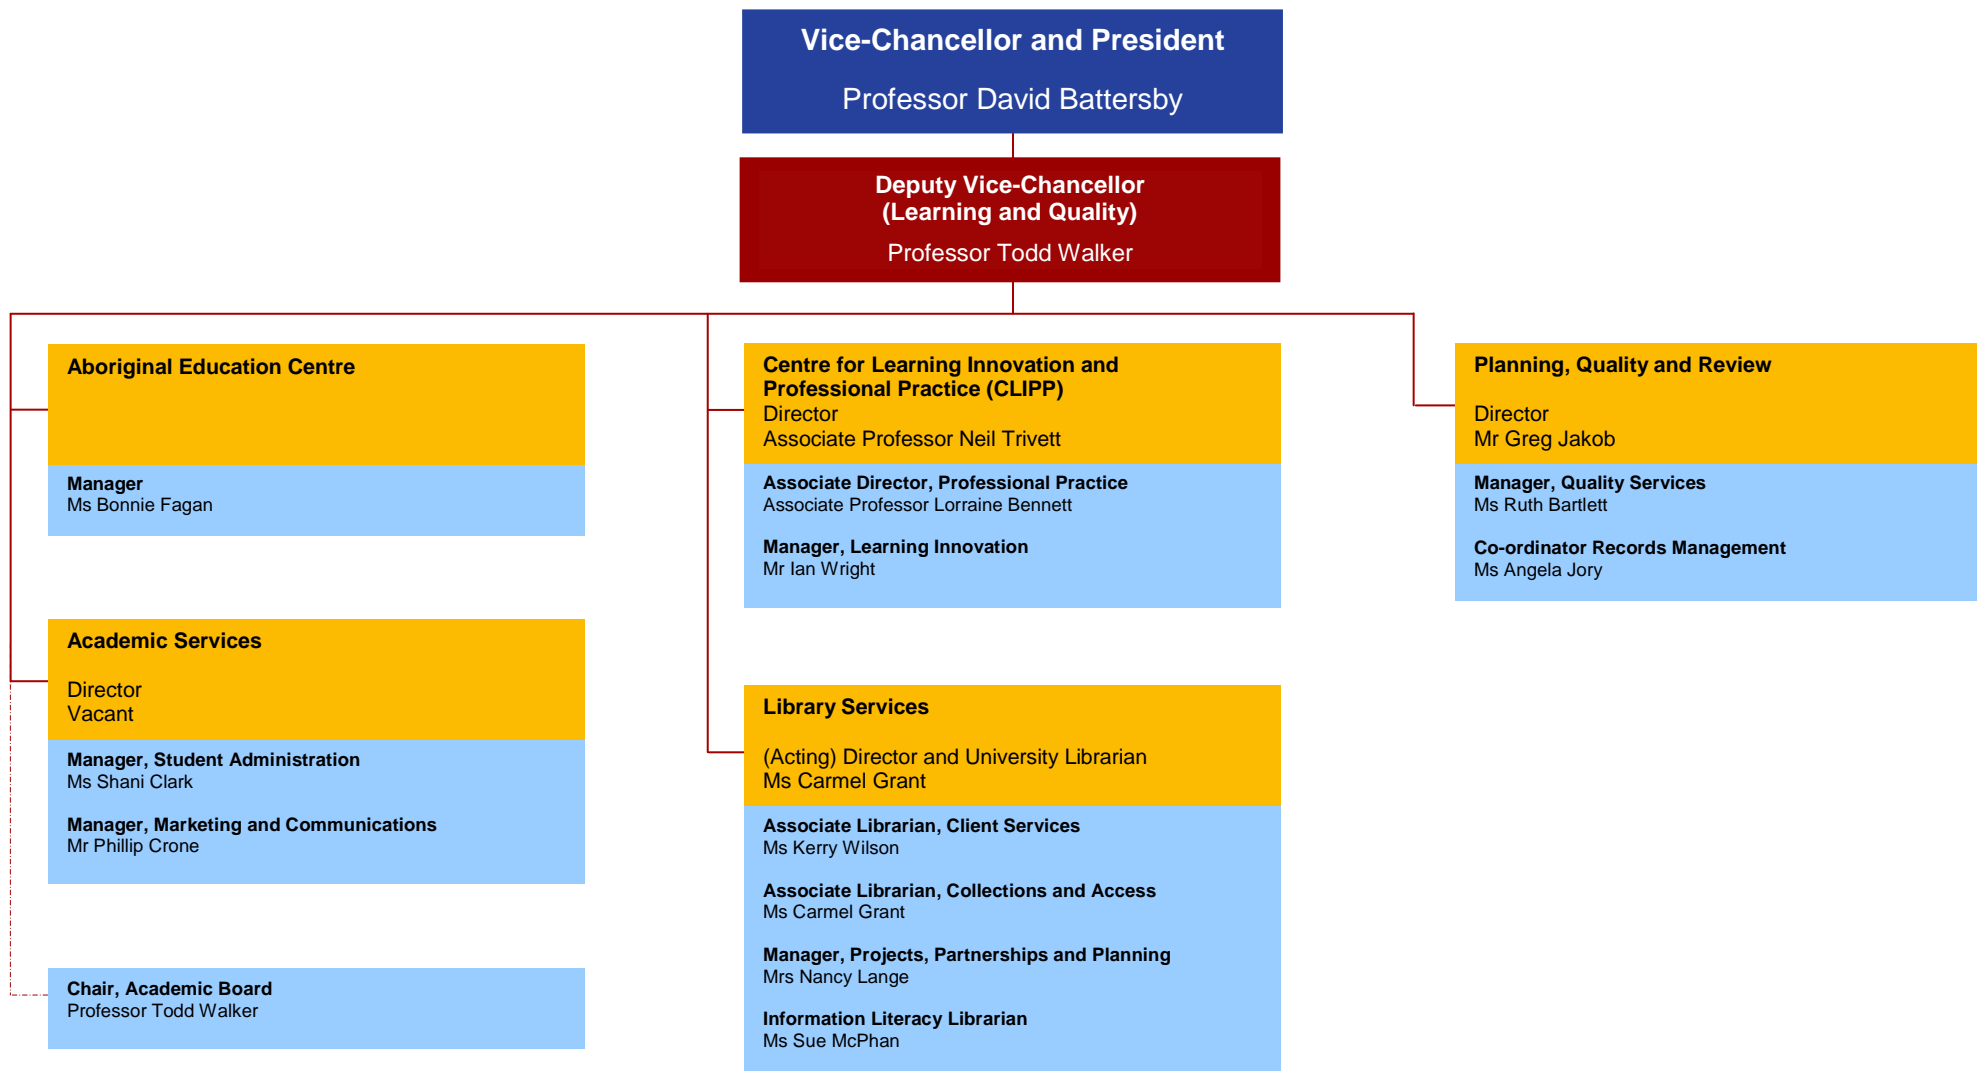 Vice-Chancellor and President
Professor David Battersby
Deputy Vice-Chancellor
(Learning and Quality)
Professor Todd Walker
Aboriginal Education Centre
Manager
Ms Bonnie Fagan
Academic Services
Director
Vacant
Manager, Student Administration
Ms Shani Clark
Manager, Marketing and Communications
Mr Phillip Crone
Chair, Academic Board
Professor Todd Walker
Centre for Learning Innovation and
Professional Practice (CLIPP)
Director
Associate Professor Neil Trivett
Associate Director, Professional Practice
Associate Professor Lorraine Bennett
Manager, Learning Innovation
Mr Ian Wright
Library Services
(Acting) Director and University Librarian
Ms Carmel Grant
Associate Librarian, Client Services
Ms Kerry Wilson
Associate Librarian, Collections and Access
Ms Carmel Grant
Manager, Projects, Partnerships and Planning
Mrs Nancy Lange
Information Literacy Librarian
Ms Sue McPhan
Planning, Quality and Review
Director
Mr Greg Jakob
Manager, Quality Services
Ms Ruth Bartlett
Co-ordinator Records Management
Ms Angela Jory